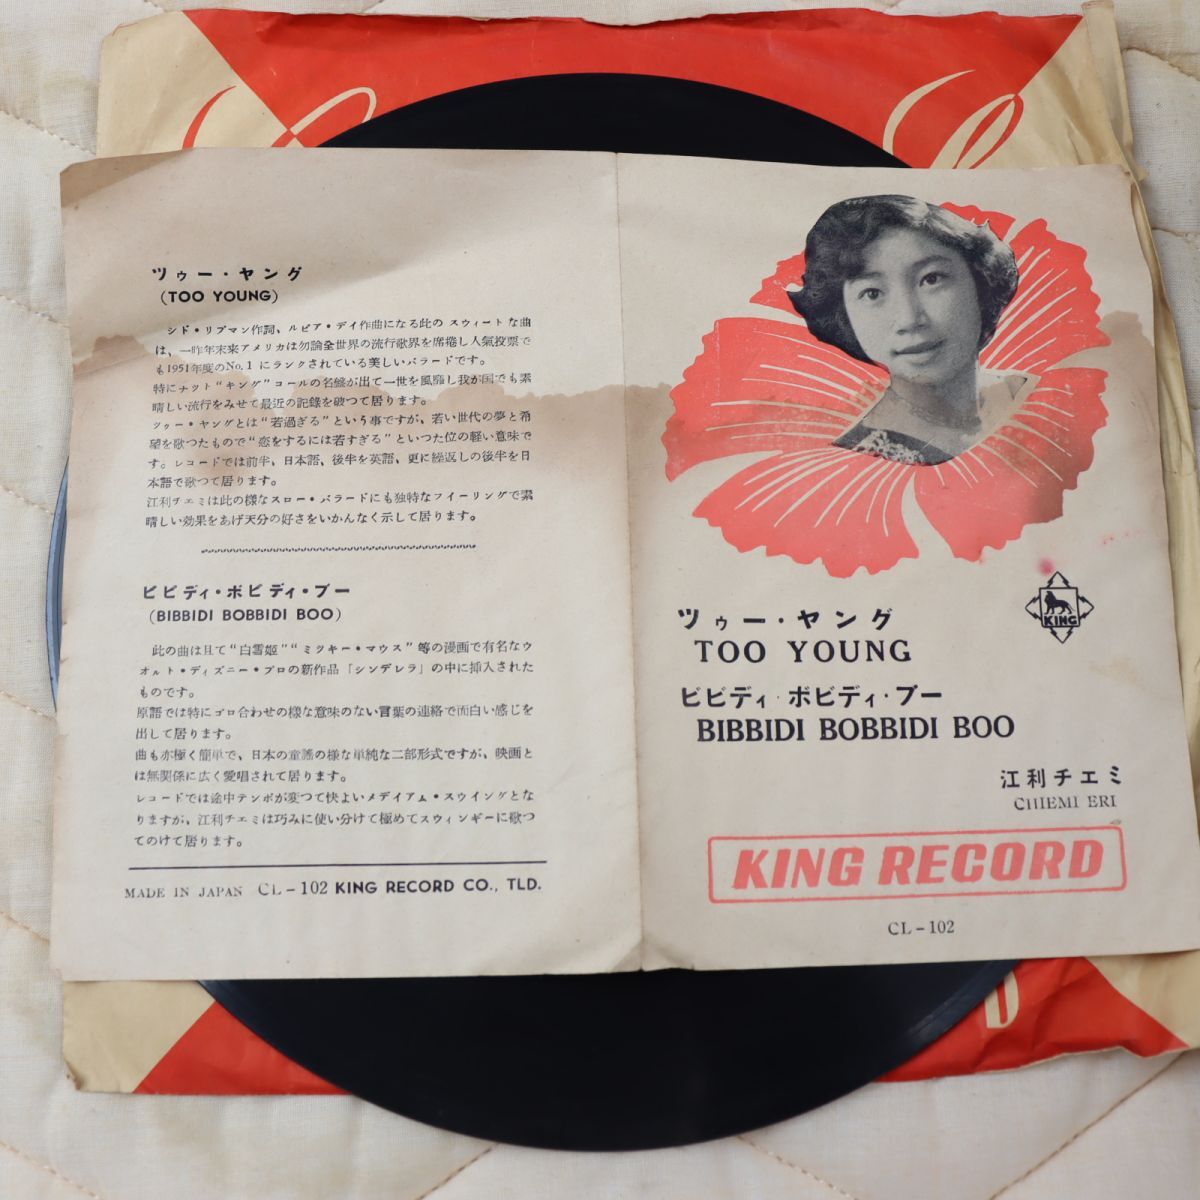 ツゥー・ヤング
(TOO YOUNG)
シド・リプマン作詞、ルビア・デイ作曲になる此の スウィートな曲
は、一昨年末来アメリカは勿論全世界の流行歌界を席捲し人氣投票で
も1951年度のNo.1 にランクされている美しいバラードです。
特にナット“キング”コールの名盤が出て一世を風靡し我が国でも素
晴しい流行をみせて最近の記録を破つて居ります。
ツゥー・ヤングとは“若過ぎる”という事ですが、若い世代の夢と希
望を歌つたもので“恋をするには若すぎる”といつた位の軽い意味で
す。レコードでは前半、日本語、後半を英語、更に繰返しの後半を日
本語で歌つて居ります。
江利チエミは此の様なスロー・バラードにも独特なフイーリングで素
晴しい効果をあげ天分の好さをいかんなく示して居ります。
ビビディ・ボビディ・ブー
(BIBBIDI BOBBIDI BOO)
此の曲は且て“白雪姫”“ミツキー・マウス”等の漫画で有名なウ
オルト・ディズニー・プロの新作品「シンデレラ」の中に挿入された
ものです。
原語では特にゴロ合わせの様な意味のない言葉の連絡で面白い感じを
出して居ります。
曲も亦極く簡単で、日本の童謡の様な単純な二部形式ですが、映画と
は無関係に広く愛唱されて居ります。
レコードでは途中テンポが変つて快よいメデイアム・スウイングとな
りますが、江利チエミは巧みに使い分けて極めてスウィンギーに歌つ
てのけて居ります。
MADE IN JAPAN CL-102 KING RECORD CO., TLD.
KING
ツゥー・ヤング
TOO YOUNG
ビビディ・ボビディ・ブー
BIBBIDI BOBBIDI BOO
江利チエミ
CHIEMI ERI
KING RECORD
CL-102